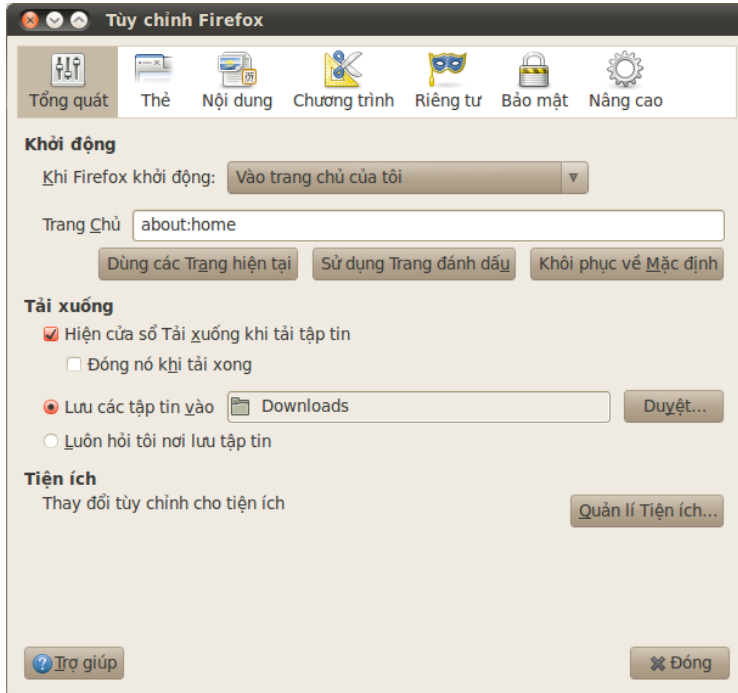 Tùy chỉnh Firefox
Tổng quát Thẻ Nội dung Chương trình Riêng tư Bảo mật Nâng cao
Khởi động
Khi Firefox khởi động: Vào trang chủ của tôi
Trang Chủ about:home
Dùng các Trang hiện tại Sử dụng Trang đánh dấu Khôi phục về Mặc định
Tải xuống
Hiện cửa sổ Tải xuống khi tải tập tin
Đóng nó khi tải xong
Lưu các tập tin vào Downloads Duyệt...
Luôn hỏi tôi nơi lưu tập tin
Tiện ích
Thay đổi tùy chỉnh cho tiện ích
Quản lí Tiện ích...
Trợ giúp Đóng